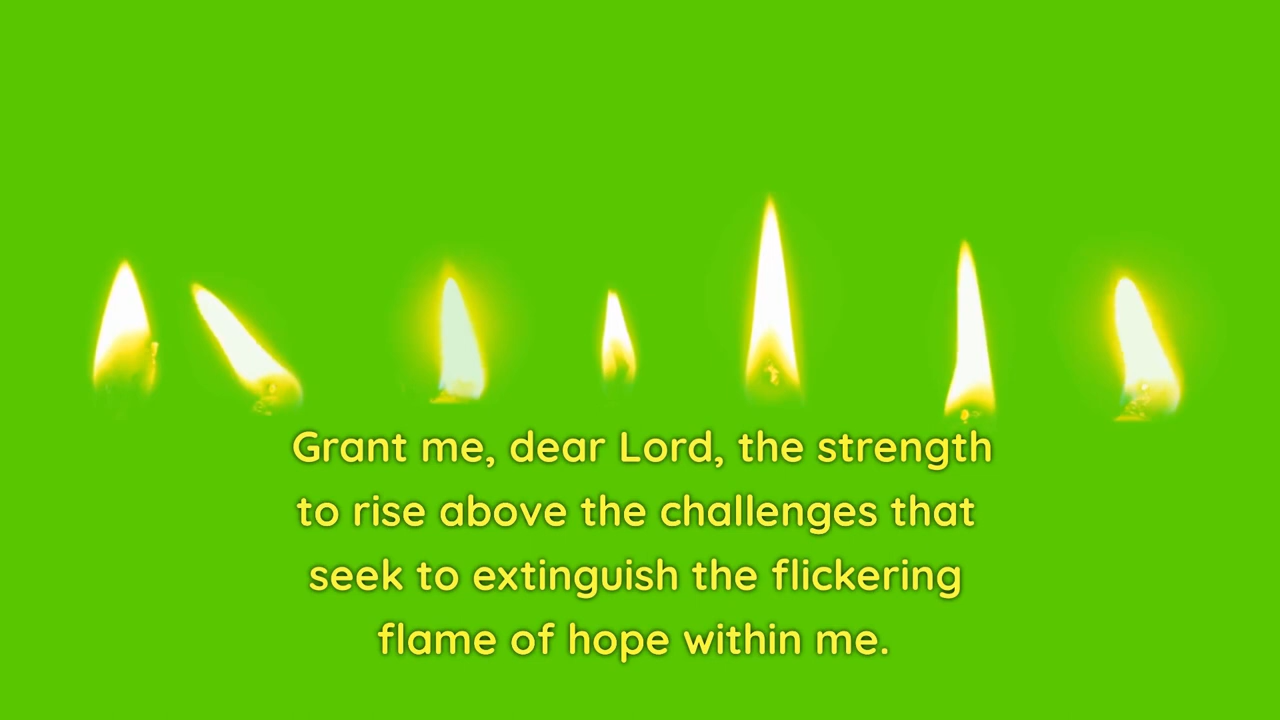 Grant me, dear Lord, the strength
to rise above the challenges that
seek to extinguish the flickering
flame of hope within me.